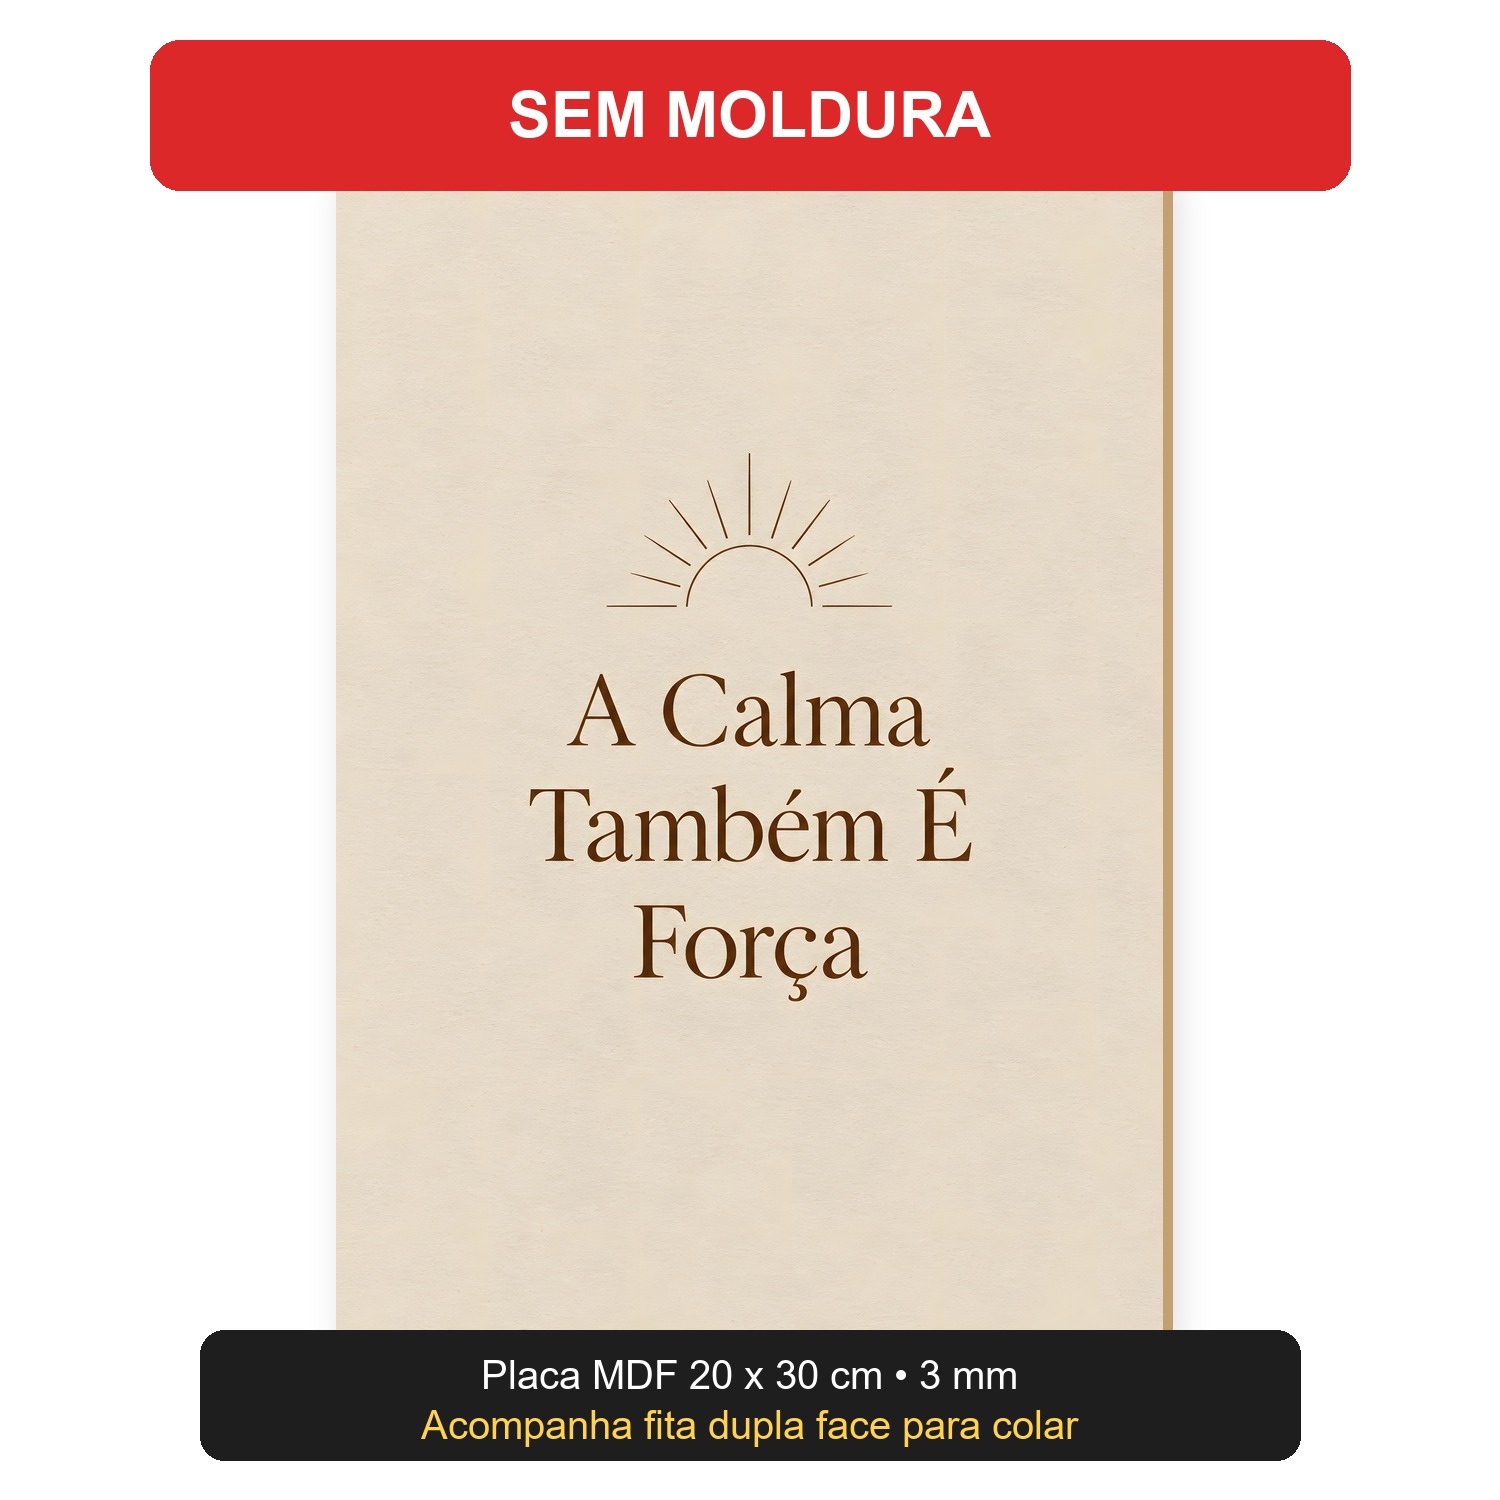 SEM MOLDURA
A Calma
Também É
Força
Placa MDF 20 x 30 cm • 3 mm
Acompanha fita dupla face para colar